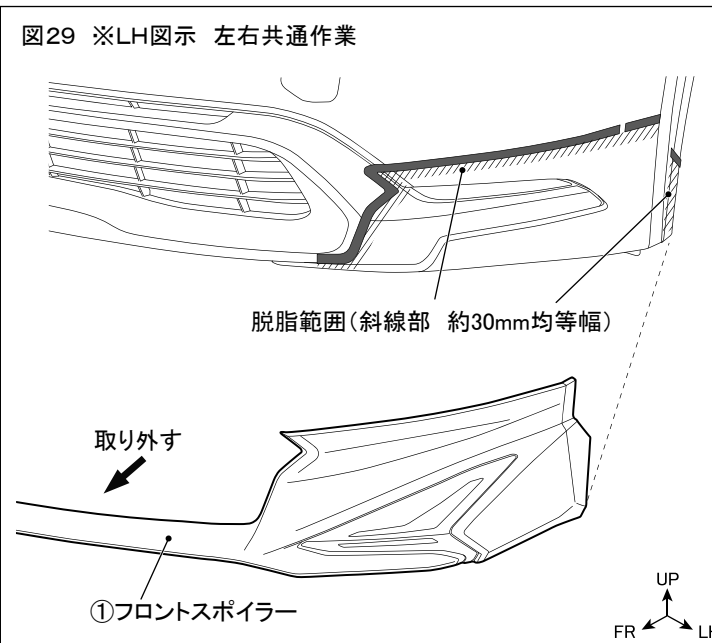 図29 ※LH図示 左右共通作業
脱脂範囲（斜線部 約30mm均等幅）
取り外す
①フロントスポイラー
UP
FR
LH